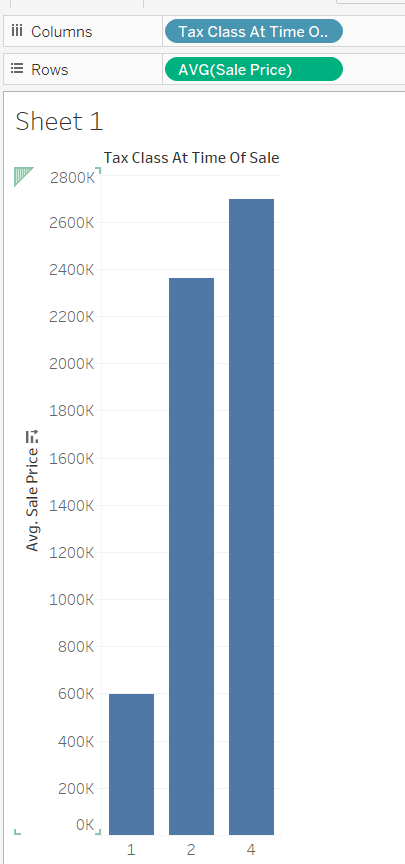 Columns
Tax Class At Time O..
Rows
AVG(Sale Price)
Sheet 1
Tax Class At Time Of Sale
2800K
2600K
2400K
2200K
2000K
1800K
1600K
1400K
1200K
1000K
800K
600K
400K
200K
0K
Avg. Sale Price
1 2 4